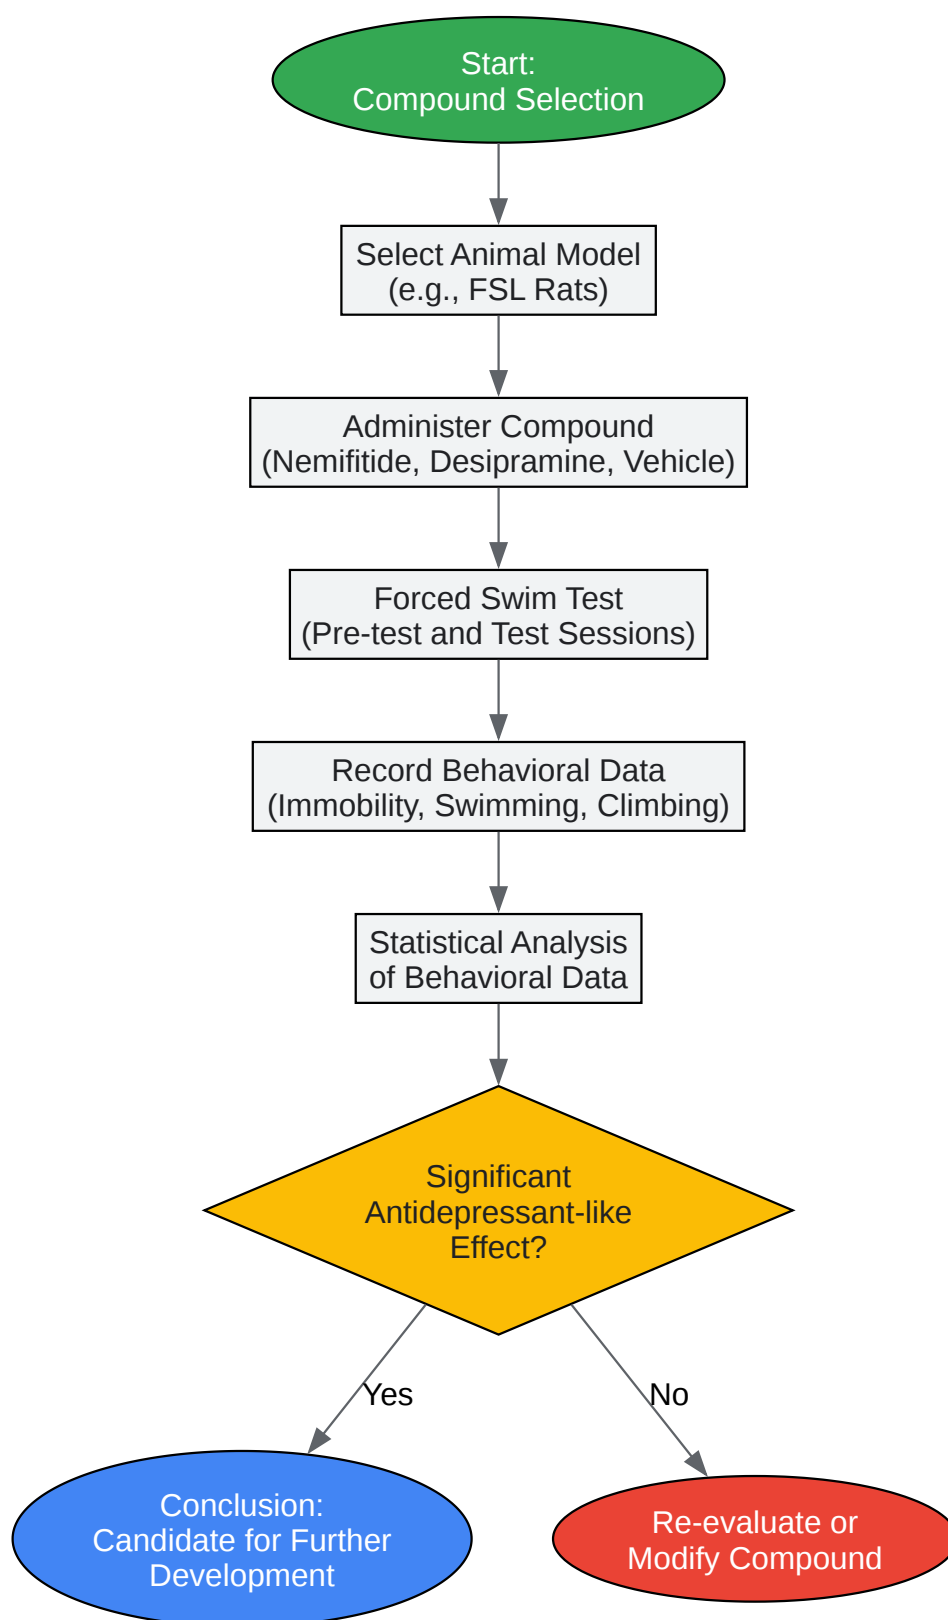 Start:
Compound Selection
Select Animal Model
(e.g., FSL Rats)
Administer Compound
(Nemifitide, Desipramine, Vehicle)
Forced Swim Test
(Pre-test and Test Sessions)
Record Behavioral Data
(Immobility, Swimming, Climbing)
Statistical Analysis
of Behavioral Data
Significant
Antidepressant-like
Effect?
Yes
No
Conclusion:
Candidate for Further
Development
Re-evaluate or
Modify Compound